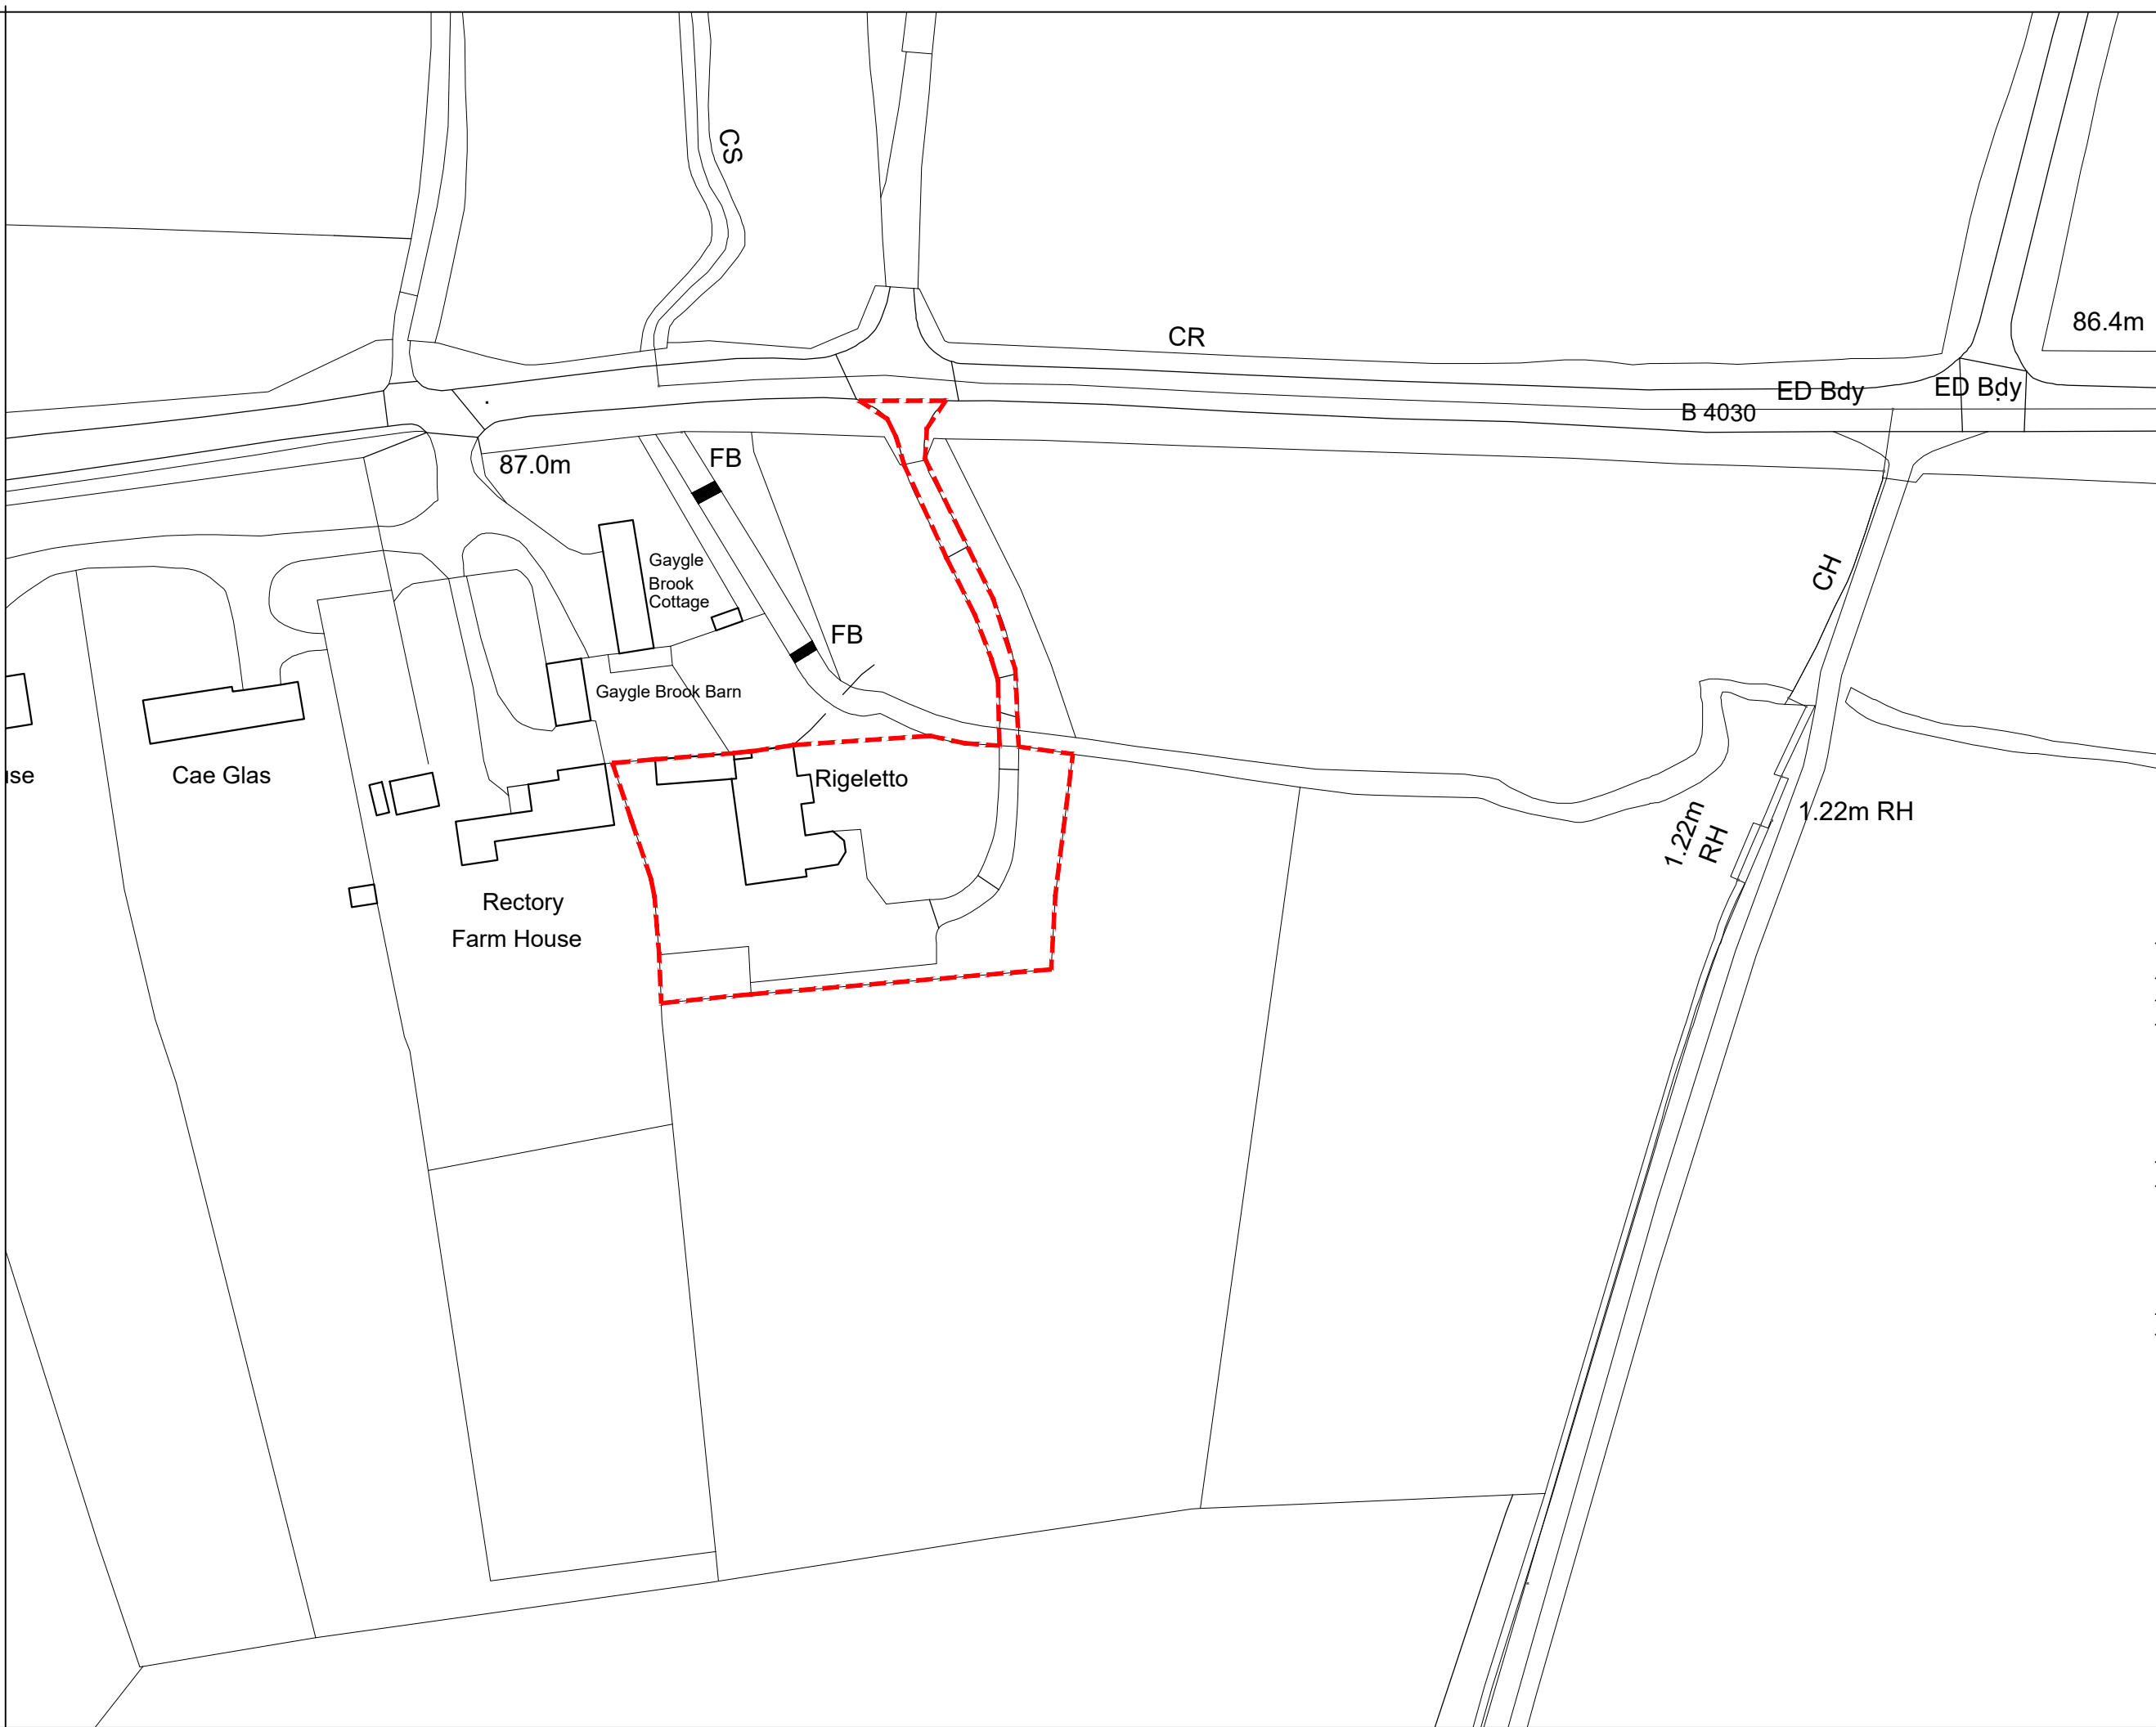 CS
CR
86.4m
ED Bdy
ED Bdy
B 4030
87.0m
FB
Gaygle
Brook
Cottage
CH
FB
Gaygle Brook Barn
Cae Glas
Rigeletto
1.22m
RH
1.22m RH
Rectory
Farm House